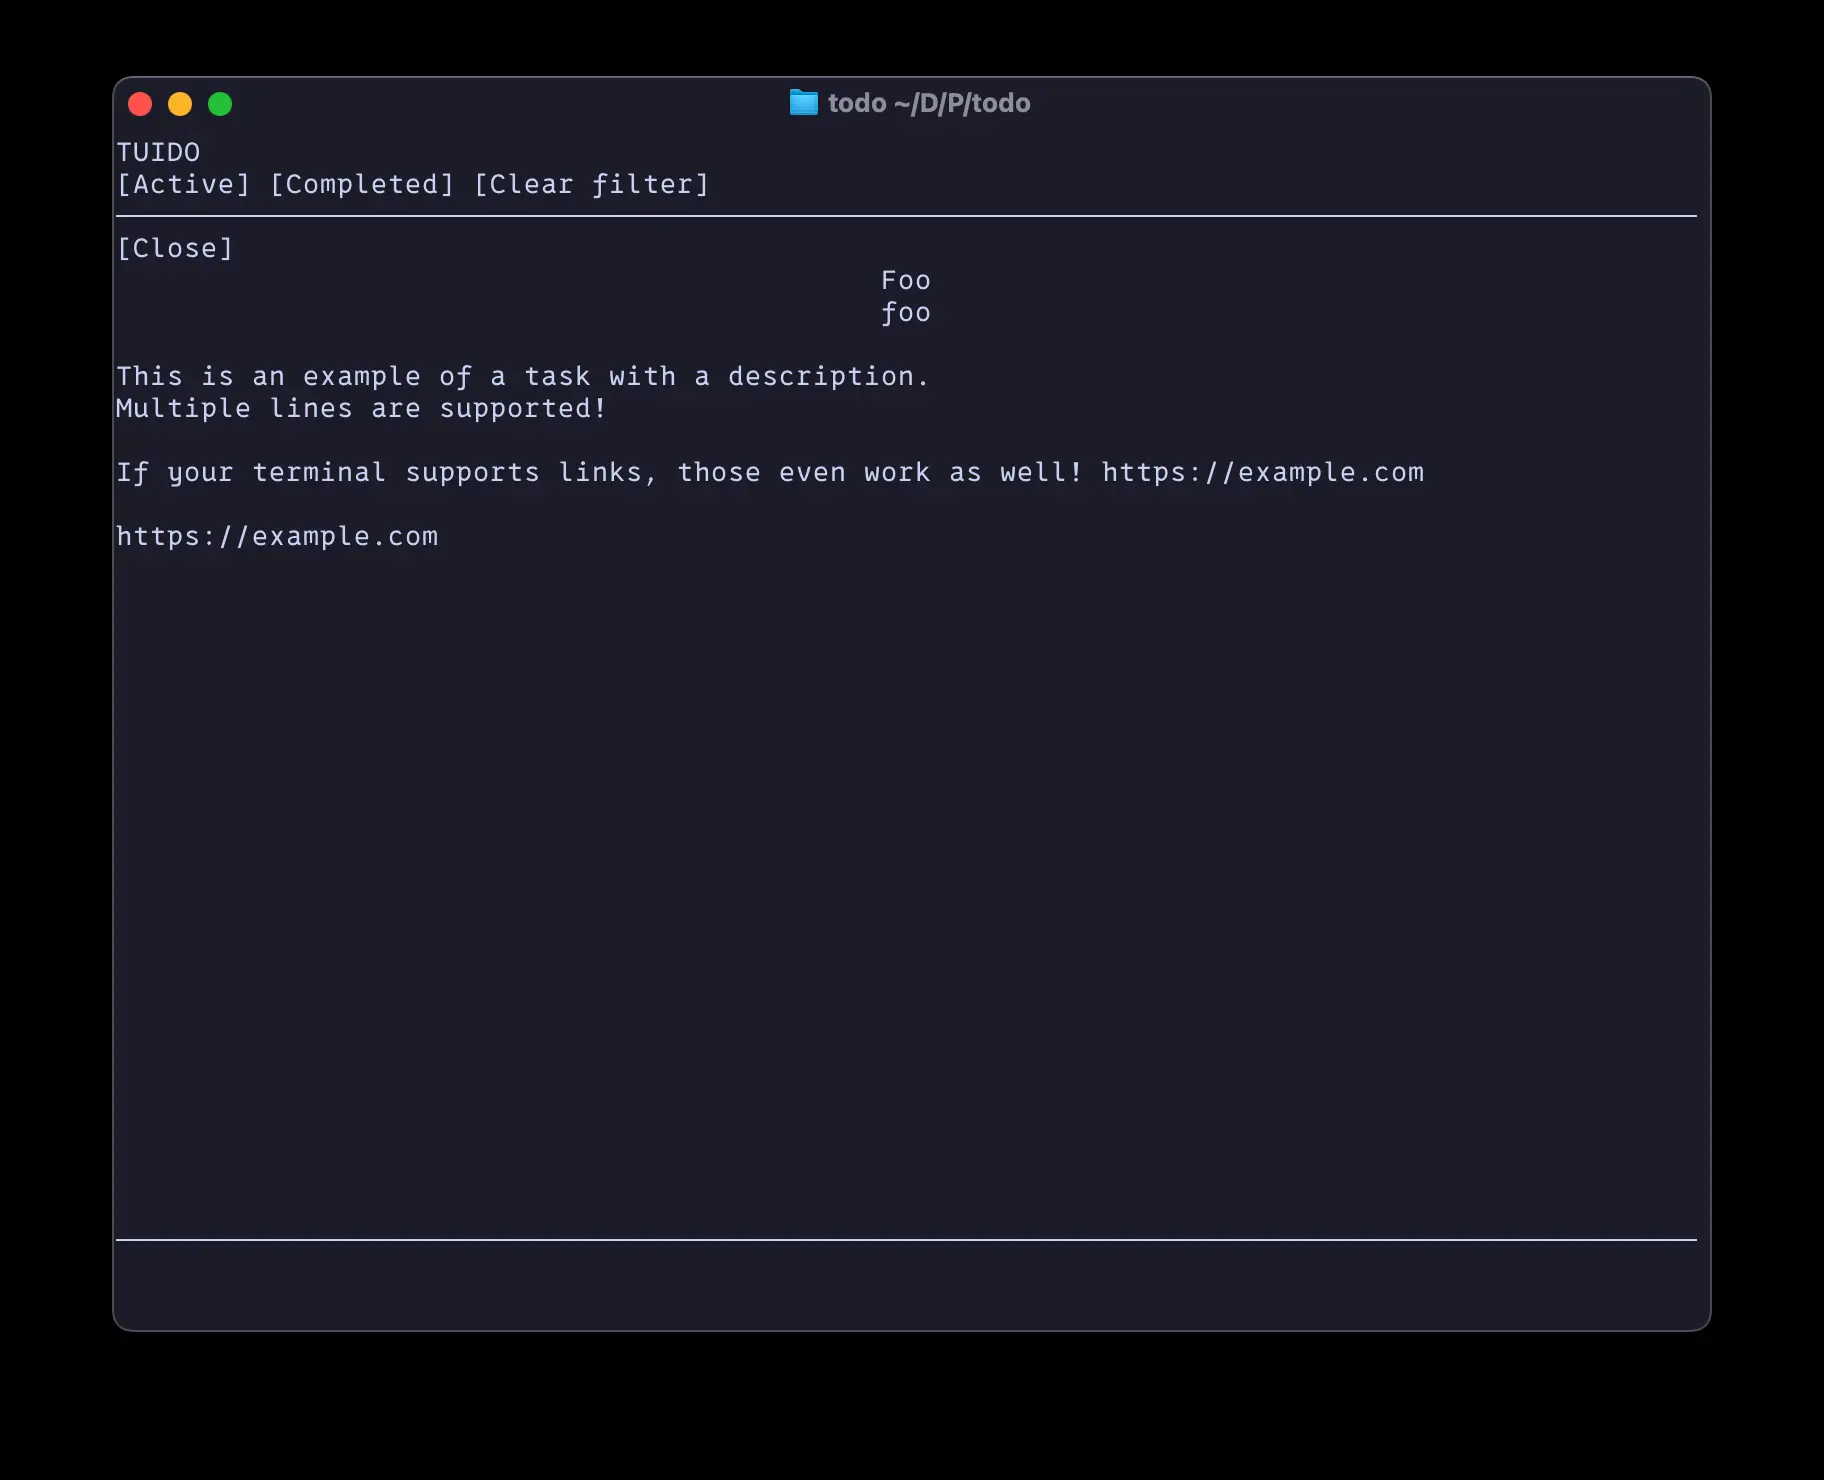 todo ~/D/P/todo
TUIDO
[Active] [Completed] [Clear filter]
[Close]
Foo
foo
This is an example of a task with a description.
Multiple lines are supported!
If your terminal supports links, those even work as well! https://example.com
https://example.com